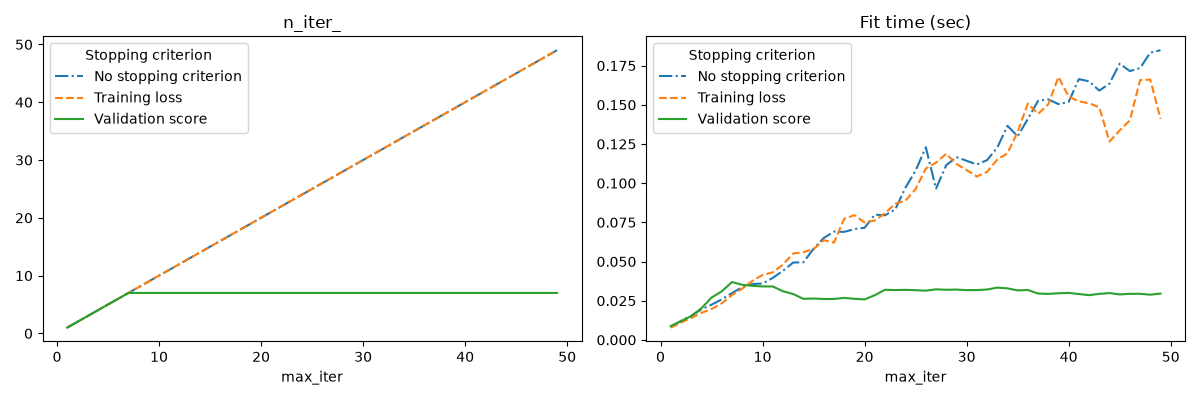 n_iter_
Stopping criterion
No stopping criterion
Training loss
Validation score
50
40
30
20
10
0
0 10 20 30 40 50
max_iter
Fit time (sec)
Stopping criterion
No stopping criterion
Training loss
Validation score
0.175
0.150
0.125
0.100
0.075
0.050
0.025
0.000
0 10 20 30 40 50
max_iter